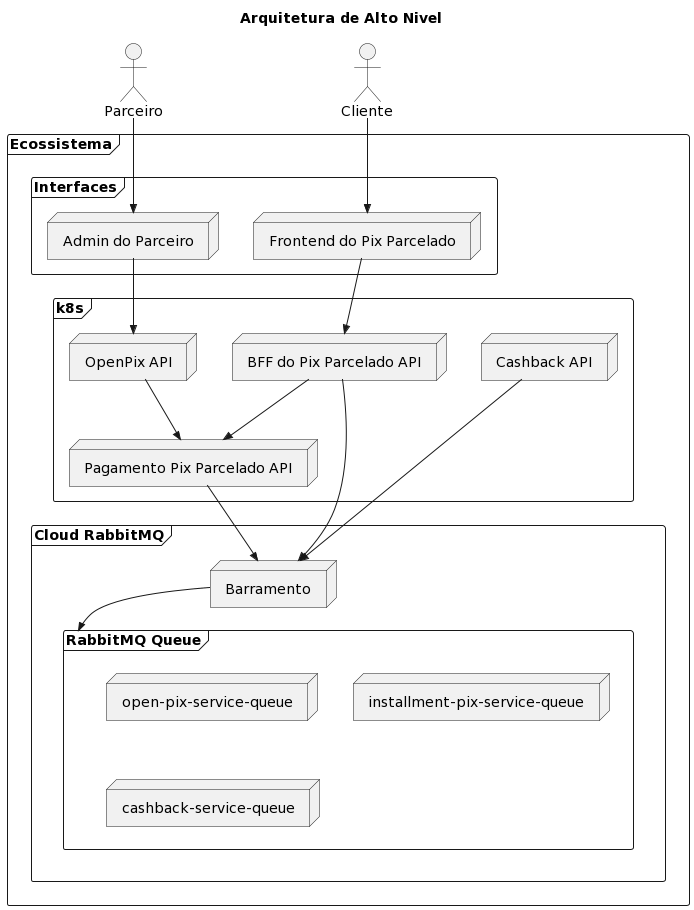 Arquitetura de Alto Nivel
Parceiro
Cliente
Ecossistema
Interfaces
Admin do Parceiro
Frontend do Pix Parcelado
k8s
OpenPix API
BFF do Pix Parcelado API
Cashback API
Pagamento Pix Parcelado API
Cloud RabbitMQ
Barramento
RabbitMQ Queue
open-pix-service-queue
installment-pix-service-queue
cashback-service-queue